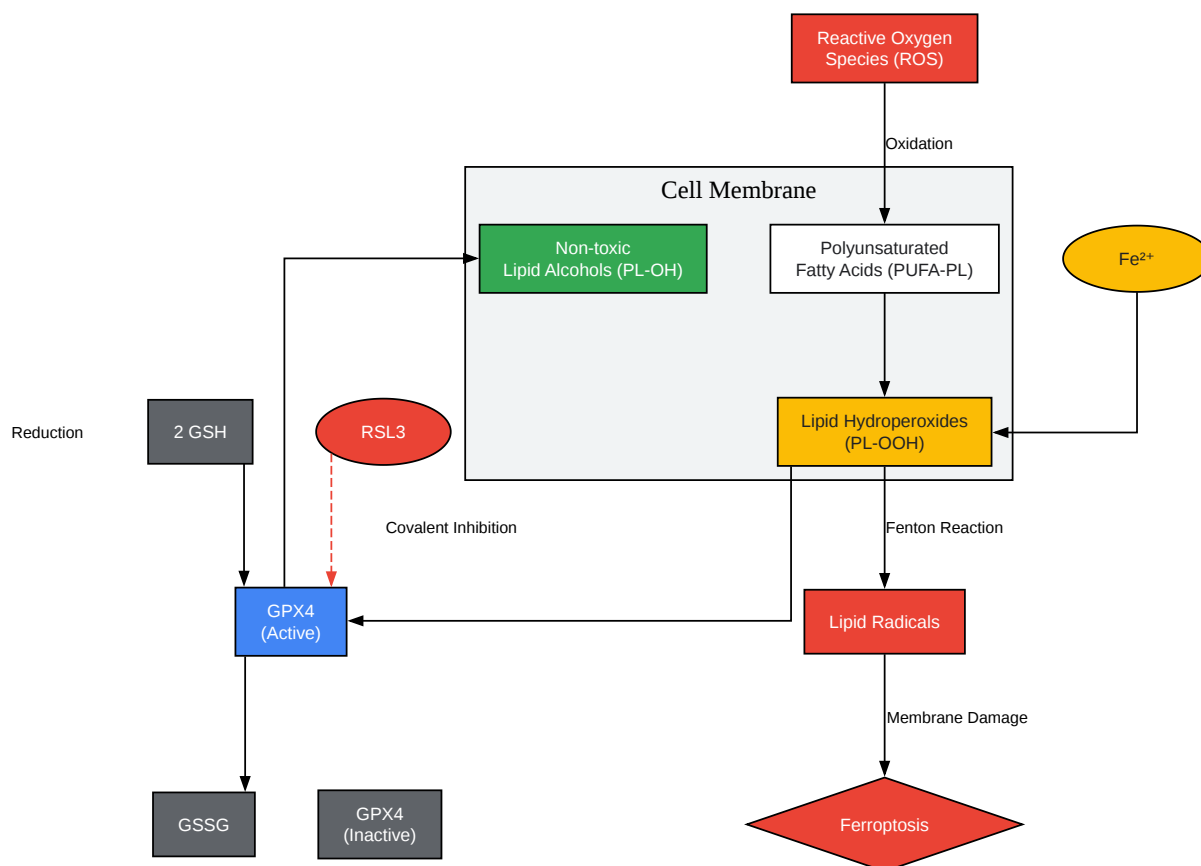 Reactive Oxygen
Species (ROS)
Oxidation
Cell Membrane
Non-toxic
Lipid Alcohols (PL-OH)
Polyunsaturated
Fatty Acids (PUFA-PL)
Fe²⁺
Reduction
2 GSH
RSL3
Lipid Hydroperoxides
(PL-OOH)
Covalent Inhibition
Fenton Reaction
GPX4
(Active)
Lipid Radicals
Membrane Damage
GSSG
GPX4
(Inactive)
Ferroptosis